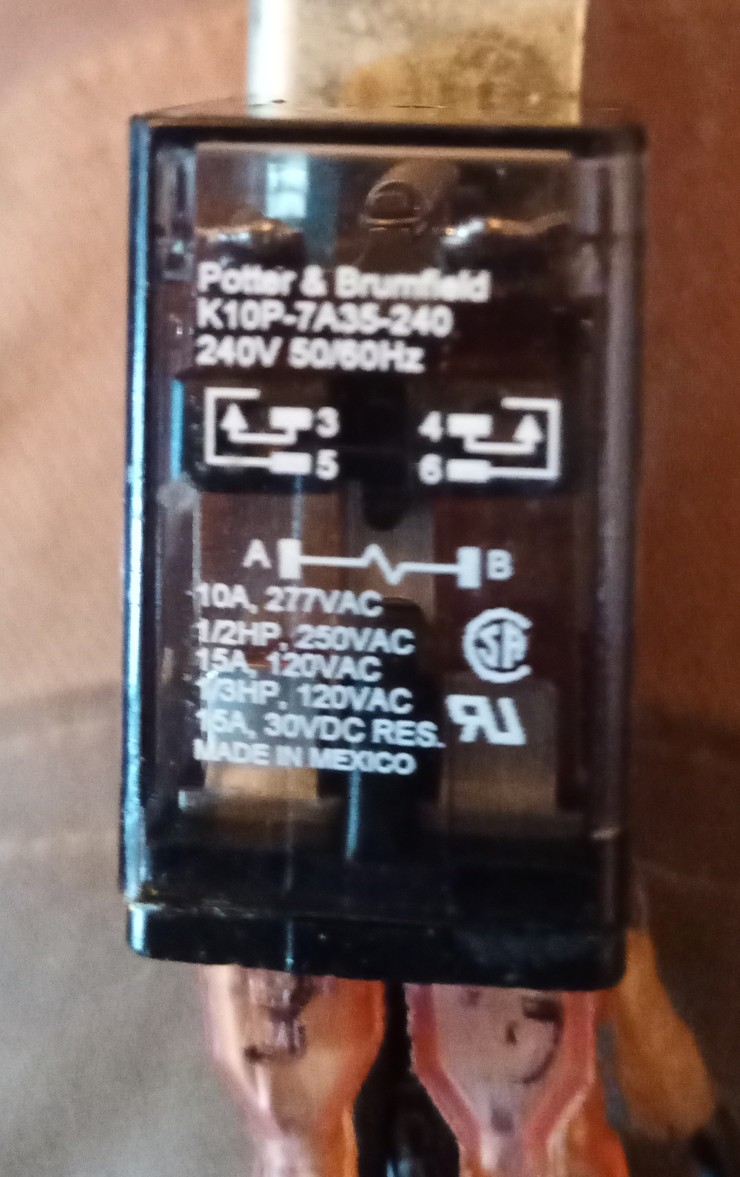 Potter & Brumfield
K10P-7A35-240
240V 50/60Hz
3 4
5 6
A B
10A, 277VAC
1/2HP, 250VAC
15A, 120VAC
1/3HP, 120VAC
15A, 30VDC RES.
MADE IN MEXICO